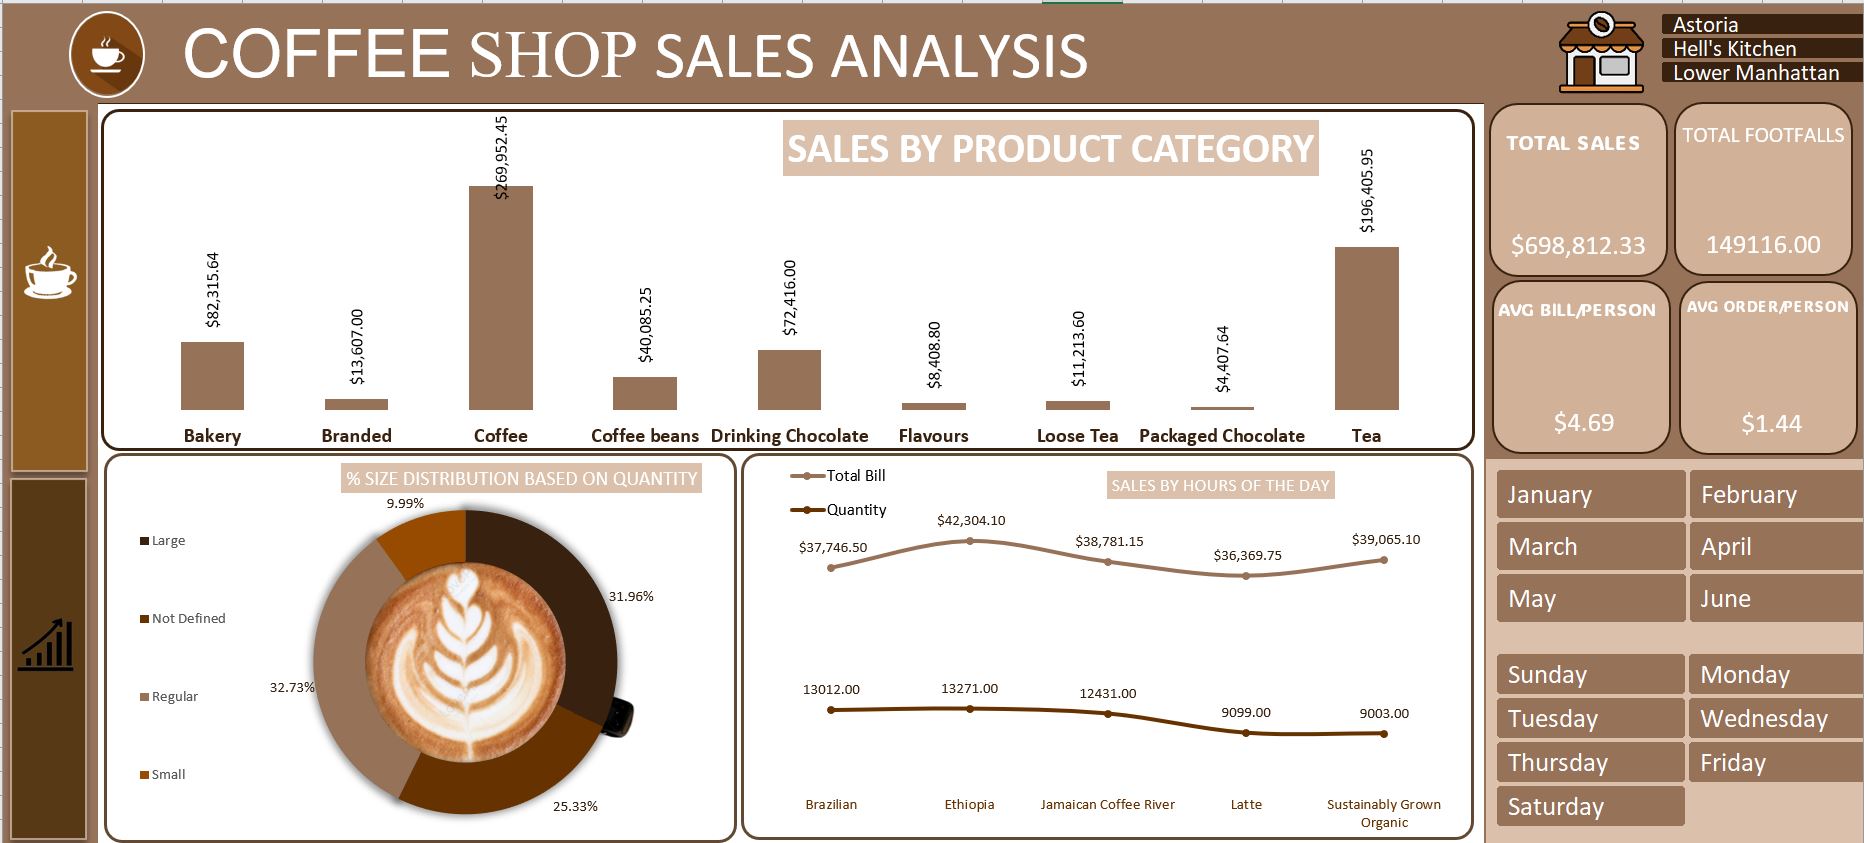 COFFEE SHOP SALES ANALYSIS
Astoria
Hell's Kitchen
Lower Manhattan
SALES BY PRODUCT CATEGORY
$82,315.64
$13,607.00
$269,952.45
$40,085.25
$72,416.00
$8,408.80
$11,213.60
$4,407.64
$196,405.95
Bakery
Branded
Coffee
Coffee beans
Drinking Chocolate
Flavours
Loose Tea
Packaged Chocolate
Tea
TOTAL SALES
$698,812.33
TOTAL FOOTFALLS
149116.00
AVG BILL/PERSON
$4.69
AVG ORDER/PERSON
$1.44
% SIZE DISTRIBUTION BASED ON QUANTITY
Large
Not Defined
Regular
Small
9.99%
31.96%
32.73%
25.33%
SALES BY HOURS OF THE DAY
Total Bill
Quantity
$37,746.50
$42,304.10
$38,781.15
$36,369.75
$39,065.10
13012.00
13271.00
12431.00
9099.00
9003.00
Brazilian
Ethiopia
Jamaican Coffee River
Latte
Sustainably Grown
Organic
January
February
March
April
May
June
Sunday
Monday
Tuesday
Wednesday
Thursday
Friday
Saturday